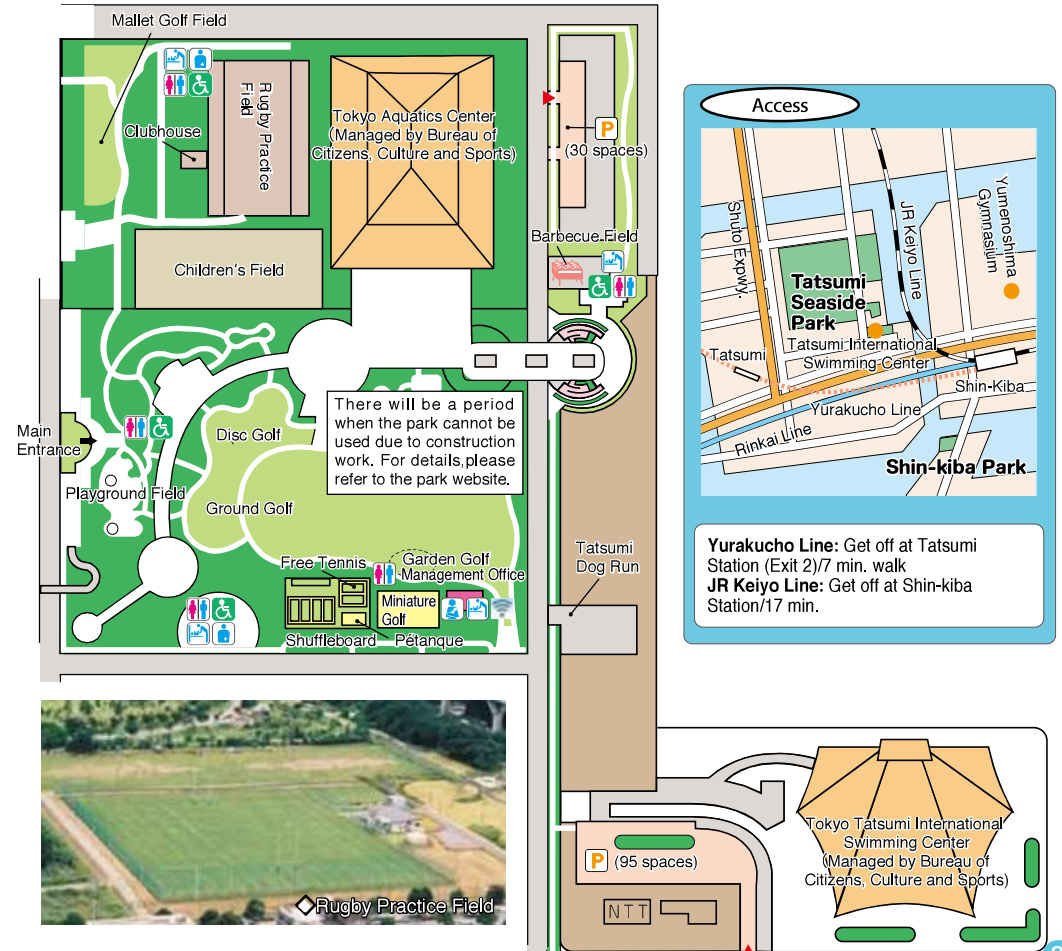 Mallet Golf Field
Clubhouse
Rugby Practice
Field
Tokyo Aquatics Center
(Managed by Bureau of
Citizens, Culture and Sports)
P
(30 spaces)
Barbecue Field
Children's Field
Main
Entrance
Playground Field
Disc Golf
Ground Golf
There will be a period
when the park cannot be
used due to construction
work. For details,please
refer to the park website.
Free Tennis
Garden Golf
Management Office
Miniature
Golf
Shuffleboard
Pétanque
Tatsumi
Dog Run
Access
Shuto Expwy.
JR Keiyo Line
Yumenoshima
Gymnasium
Tatsumi
Seaside
Park
Tatsumi International
Swimming Center
Tatsumi
Shin-Kiba
Yurakucho Line
Rinkai Line
Shin-kiba Park
Yurakucho Line: Get off at Tatsumi
Station (Exit 2)/7 min. walk
JR Keiyo Line: Get off at Shin-kiba
Station/17 min.
Tokyo Tatsumi International
Swimming Center
(Managed by Bureau of
Citizens, Culture and Sports)
P (95 spaces)
NTT
Rugby Practice Field